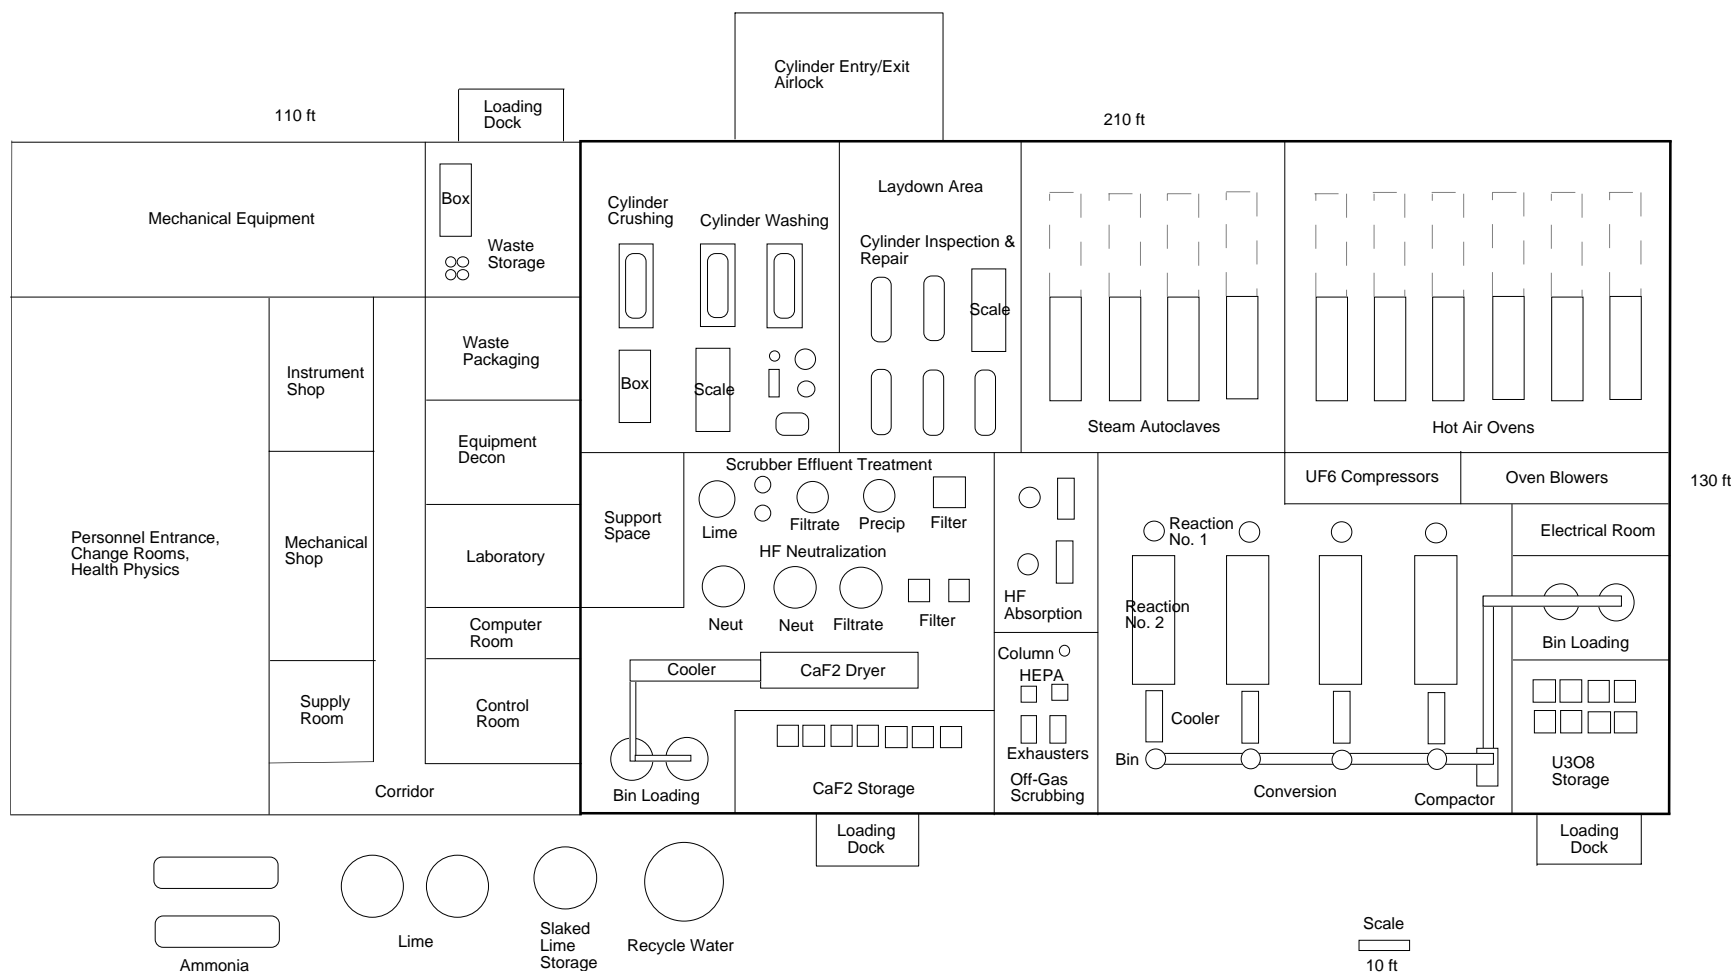 Cylinder Entry/Exit
Airlock
110 ft
Loading
Dock
210 ft
Mechanical Equipment
Box
Waste
Storage
Cylinder
Crushing
Cylinder Washing
Laydown Area
Cylinder Inspection &
Repair
Scale
Box
Scale
Steam Autoclaves
Hot Air Ovens
Instrument
Shop
Waste
Packaging
Equipment
Decon
Scrubber Effluent Treatment
Lime
Filtrate
Precip
Filter
UF6 Compressors
Oven Blowers
130 ft
Personnel Entrance,
Change Rooms,
Health Physics
Mechanical
Shop
Laboratory
Support
Space
HF Neutralization
Neut
Neut
Filtrate
Filter
HF
Absorption
Reaction
No. 1
Reaction
No. 2
Electrical Room
Bin Loading
Computer
Room
Supply
Room
Control
Room
Cooler
CaF2 Dryer
Column
HEPA
Exhausters
Off-Gas
Scrubbing
Cooler
Bin
Conversion
Compactor
U3O8
Storage
Corridor
Bin Loading
CaF2 Storage
Loading
Dock
Loading
Dock
Ammonia
Lime
Slaked
Lime
Storage
Recycle Water
Scale
10 ft